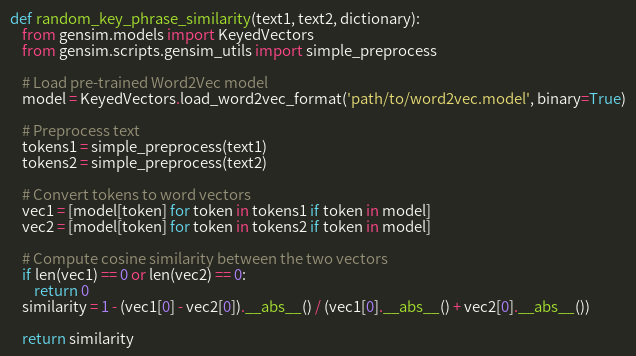 def random_key_phrase_similarity(text1, text2, dictionary):
from gensim.models import KeyedVectors
from gensim.scripts.gensim_utils import simple_preprocess
# Load pre-trained Word2Vec model
model = KeyedVectors.load_word2vec_format('path/to/word2vec.model', binary=True)
# Preprocess text
tokens1 = simple_preprocess(text1)
tokens2 = simple_preprocess(text2)
# Convert tokens to word vectors
vec1 = [model[token] for token in tokens1 if token in model]
vec2 = [model[token] for token in tokens2 if token in model]
# Compute cosine similarity between the two vectors
if len(vec1) == 0 or len(vec2) == 0:
return 0
similarity = 1 - (vec1[0] - vec2[0]).__abs__() / (vec1[0].__abs__() + vec2[0].__abs__())
return similarity